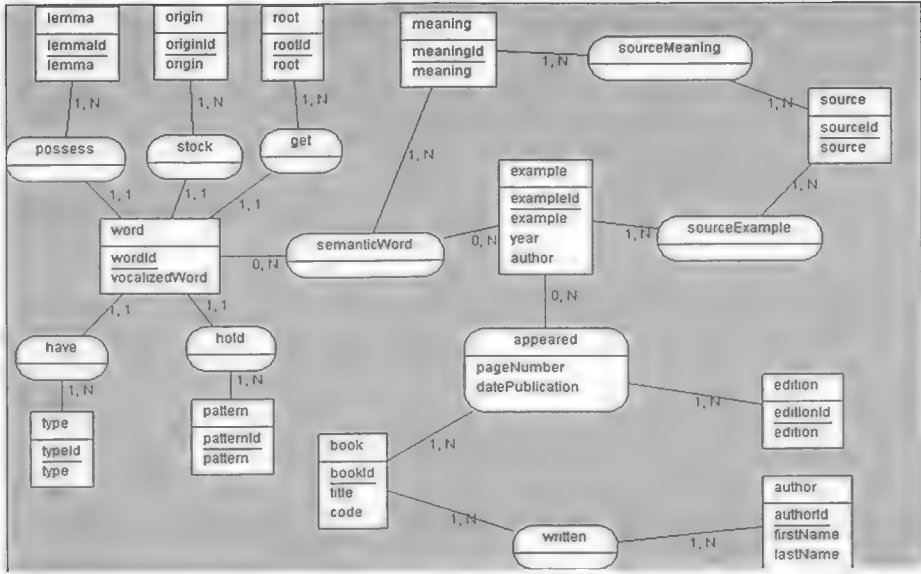 lemma
lemmaId
lemma
origin
originId
origin
root
rootId
root
meaning
meaningId
meaning
sourceMeaning
1, N
1, N
source
sourceId
source
1, N
1, N
1, N
possess
stock
get
1, N
1, 1
1, 1
1, 1
example
exampleId
example
year
author
1, N
sourceExample
1, N
word
wordId
vocalizedWord
semanticWord
0, N
0, N
0, N
1, 1
1, 1
have
hold
appeared
pageNumber
datePublication
1, N
1, N
type
typeId
type
pattern
patternId
pattern
edition
editionId
edition
1, N
book
bookId
title
code
1, N
author
authorId
firstName
lastName
1, N
written
1, N